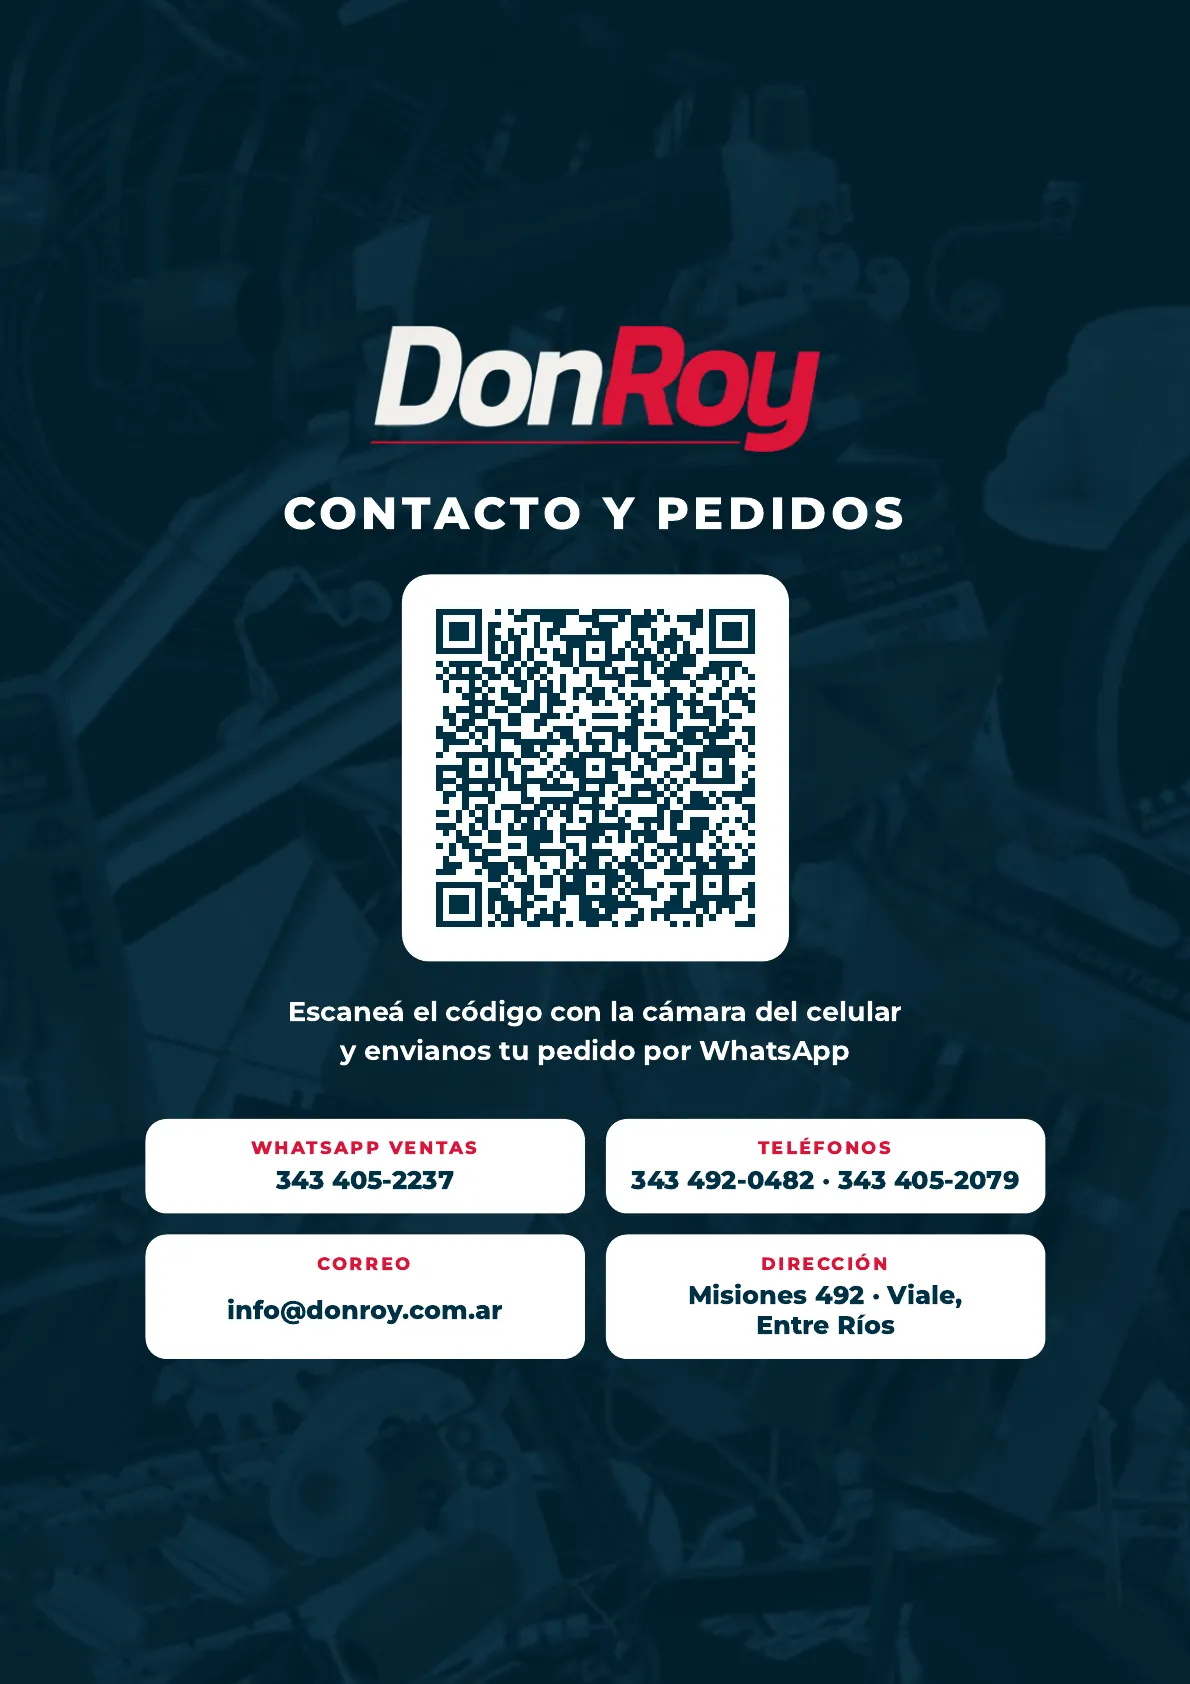 DonRoy
CONTACTO Y PEDIDOS
Escaneá el código con la cámara del celular
y envianos tu pedido por WhatsApp
WHATSAPP VENTAS
343 405-2237
TELÉFONOS
343 492-0482 · 343 405-2079
CORREO
info@donroy.com.ar
DIRECCIÓN
Misiones 492 · Viale,
Entre Ríos